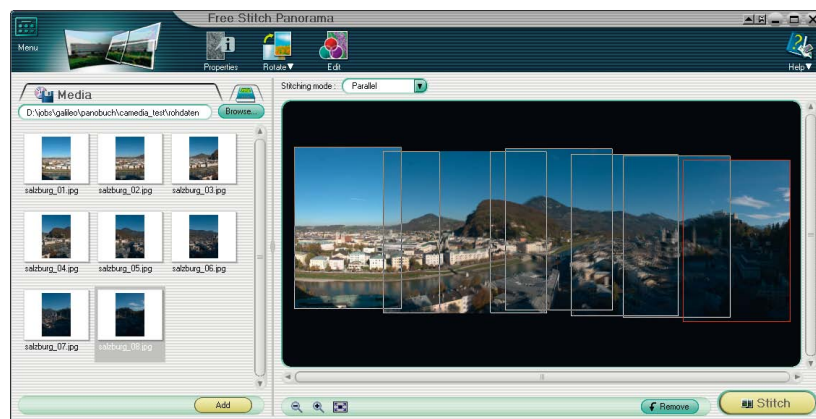 Free Stitch Panorama
Menu
Properties
Rotate
Edit
Help
Media
Stitching mode : Parallel
D:\jobs\galileo\panobuch\camedia_test\rohdaten
Browse...
salzburg_01.jpg
salzburg_02.jpg
salzburg_03.jpg
salzburg_04.jpg
salzburg_05.jpg
salzburg_06.jpg
salzburg_07.jpg
salzburg_08.jpg
Add
Remove
Stitch